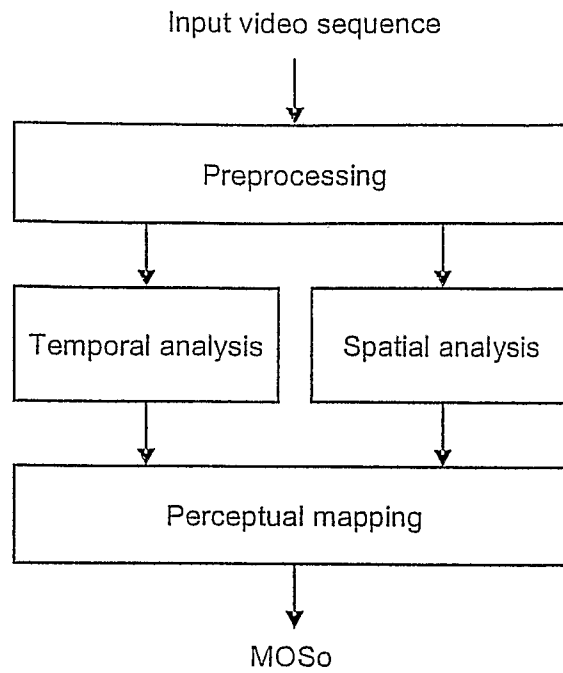 Input video sequence
Preprocessing
Temporal analysis
Spatial analysis
Perceptual mapping
MOSo